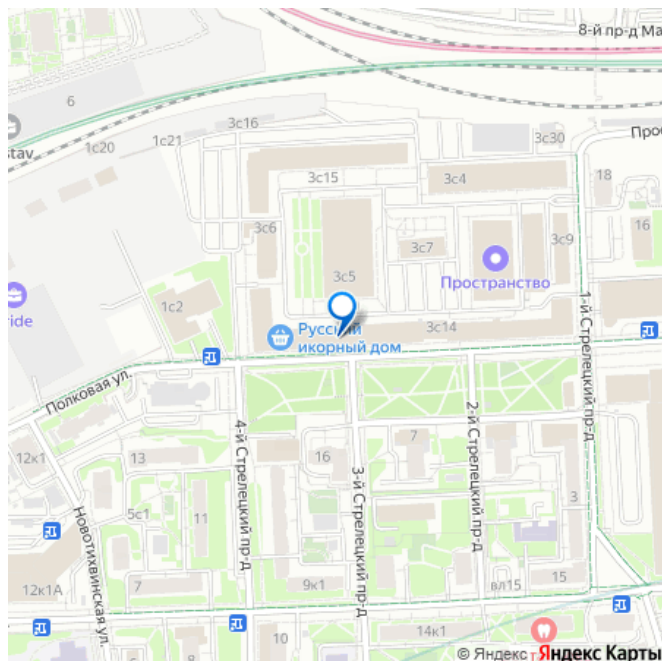 8-й пр-д Ма
6
stav
1с20
1с21
3с16
3с30
Про
3с15
3с4
18
3с6
3с7
3с9
16
3с5
Пространство
1с2
ride
Русский
икорный дом
3с14
1-й Стрелецкий пр-д
Полковая ул.
4-й Стрелецкий пр-д
3-й Стрелецкий пр-д
2-й Стрелецкий пр-д
7
12к1
13
16
5с1
11
3
Новотихвинская ул.
12к1А
7
9к1
вл15
15
8
10
14к1
© Яндекс Яндекс Карты